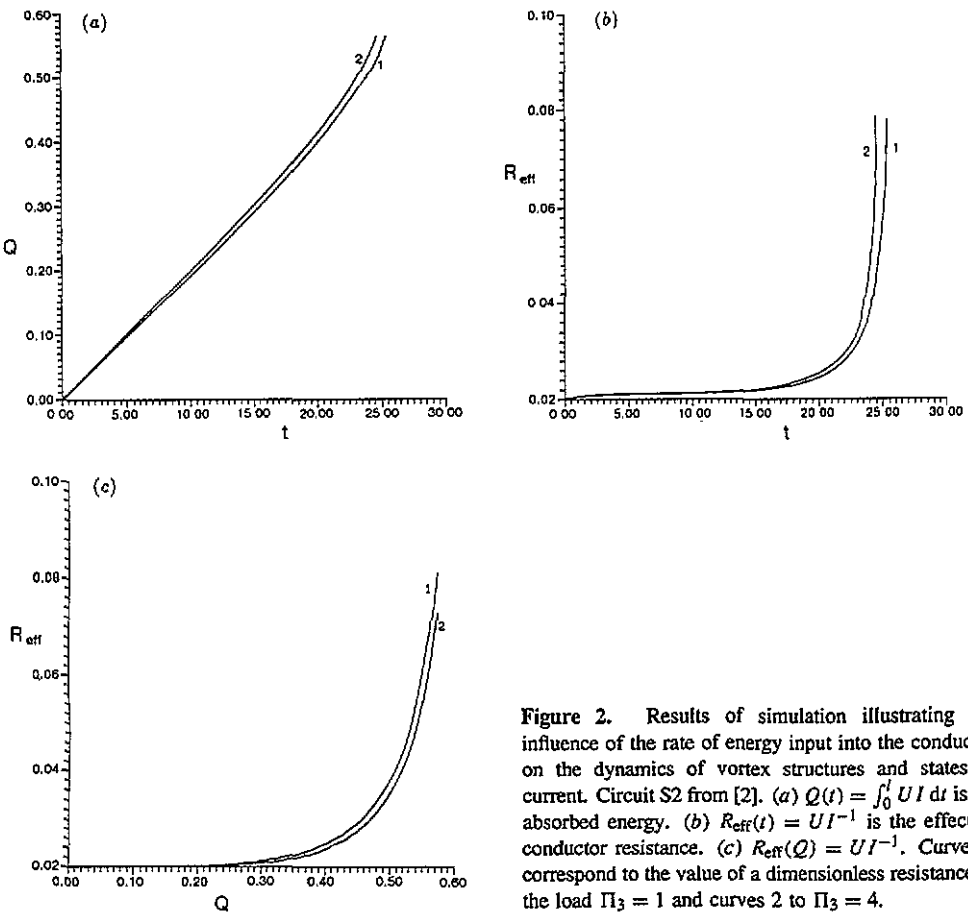 (a)
0.60
0.50
0.40
0.30
0.20
0.10
0.00
Q
2
1
0 00 5.00 10 00 15 00 20 00 25 00 30 00
t
(b)
0.10
0.08
0.06
0 04
0.02
R_eff
2
1
0 00 5.00 10 00 15 00 20 00 25 00 30 00
t
(c)
0.10
0.08
0.06
0.04
0.02
R_eff
1
2
0.00 0.10 0.20 0.30 0.40 0.50 0.60
Q
Figure 2. Results of simulation illustrating
influence of the rate of energy input into the conduc
on the dynamics of vortex structures and states
current. Circuit S2 from [2]. (a) Q(t) = ∫₀ᵗ UI dt is
absorbed energy. (b) R_eff(t) = UI⁻¹ is the effec
conductor resistance. (c) R_eff(Q) = UI⁻¹. Curve
correspond to the value of a dimensionless resistance
the load Π₃ = 1 and curves 2 to Π₃ = 4.